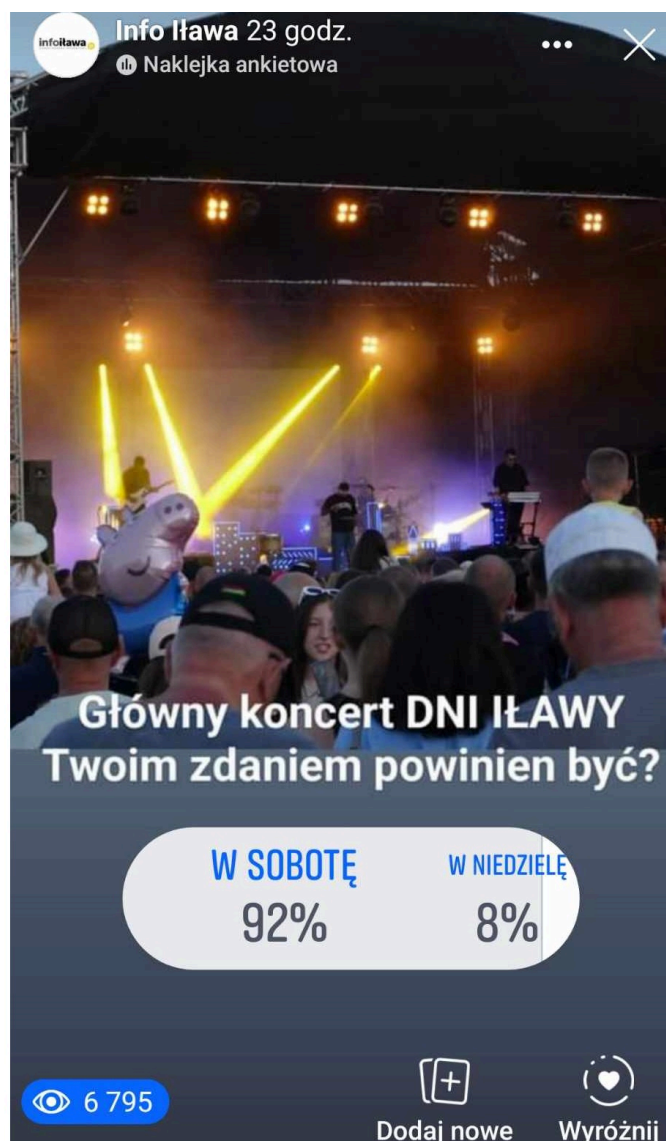 infoiława
Info Iława 23 godz.
Naklejka ankietowa
Główny koncert DNI IŁAWY
Twoim zdaniem powinien być?
W SOBOTĘ
92%
W NIEDZIELĘ
8%
6 795
Dodaj nowe
Wyróżnij